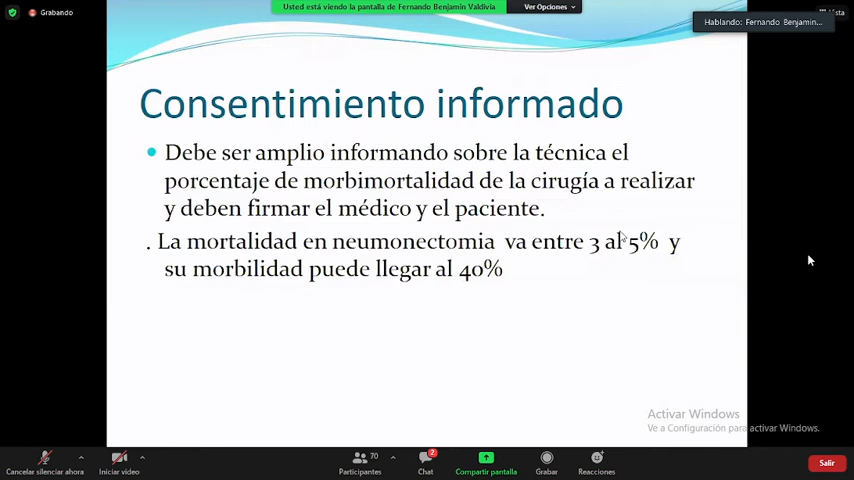 Grabando
Usted está viendo la pantalla de Fernando Benjamin Valdivia
Ver Opciones
Hablando: Fernando Benjamin...
Consentimiento informado
Debe ser amplio informando sobre la técnica el
porcentaje de morbimortalidad de la cirugía a realizar
y deben firmar el médico y el paciente.
. La mortalidad en neumonectomia va entre 3 al 5% y
su morbilidad puede llegar al 40%
Activar Windows
Ve a Configuración para activar Windows.
Cancelar silenciar ahora
Iniciar video
70
Participantes
2
Chat
Compartir pantalla
Grabar
Reacciones
Salir